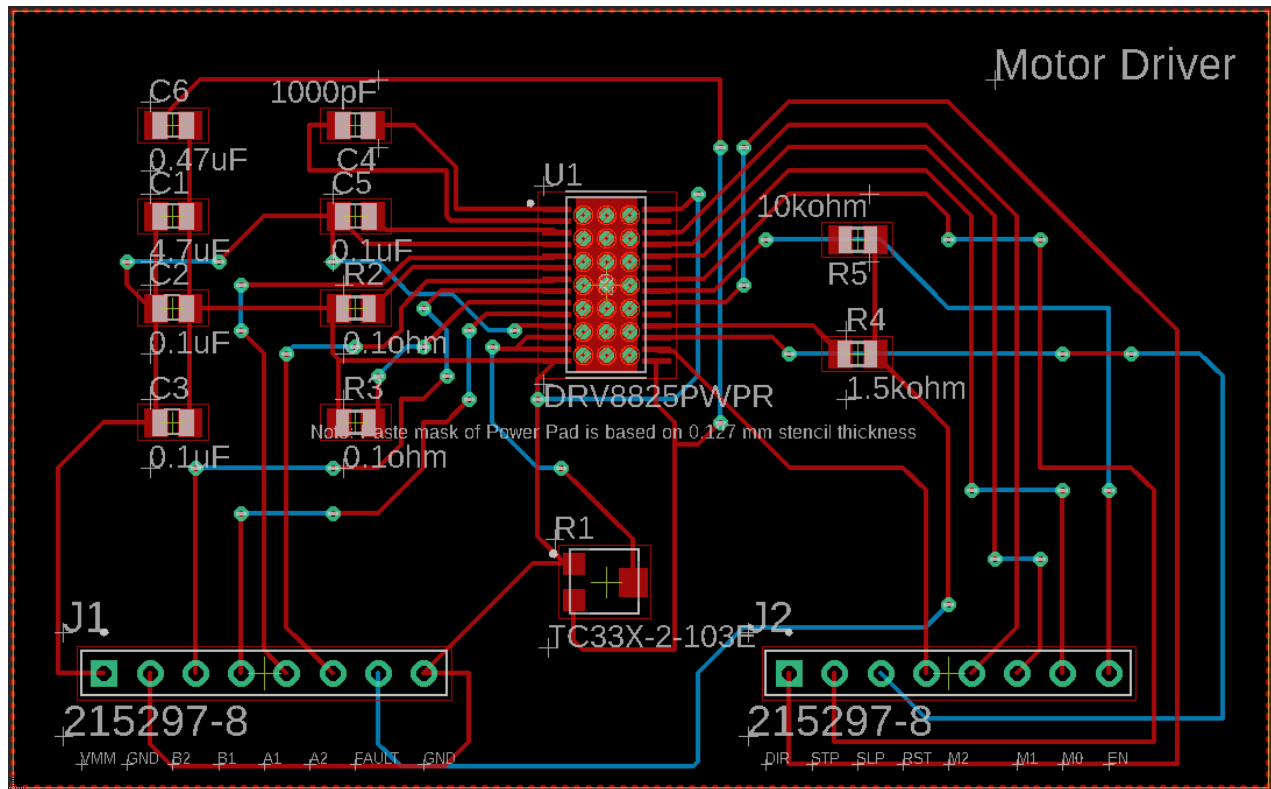 Motor Driver
C6
1000pF
0.47uF
C4
C1
C5
U1
10kohm
4.7uF
0.1uF
C2
R2
R5
0.1uF
0.1ohm
R4
C3
R3
DRV8825PWPR
1.5kohm
Note: Paste mask of Power Pad is based on 0.127 mm stencil thickness
0.1uF
0.1ohm
R1
J1
TC33X-2-103E
J2
215297-8
215297-8
VMM GND B2 B1 A1 A2 FAULT GND
DIR STP SLP RST M2 M1 M0 EN